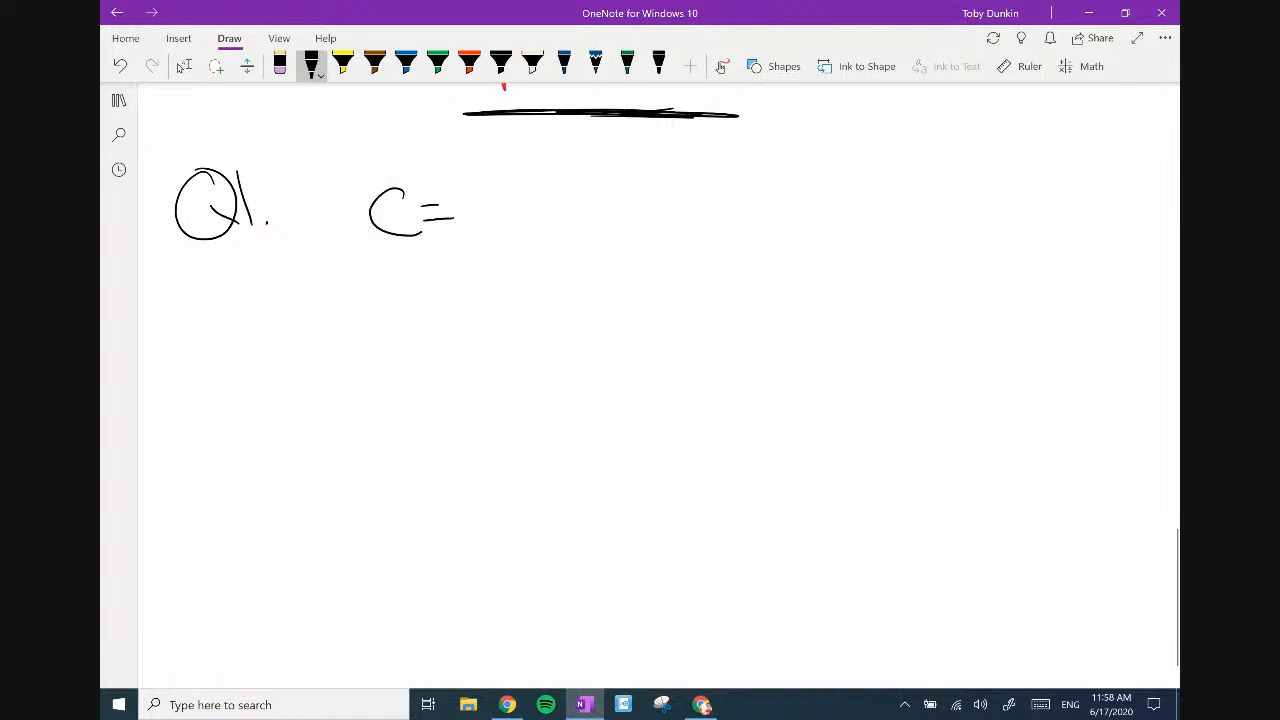 OneNote for Windows 10
Toby Dunkin
Home Insert Draw View Help
Share
Shapes Ink to Shape Ink to Text Ruler Math
Q1. C=
Type here to search
ENG
11:58 AM
6/17/2020